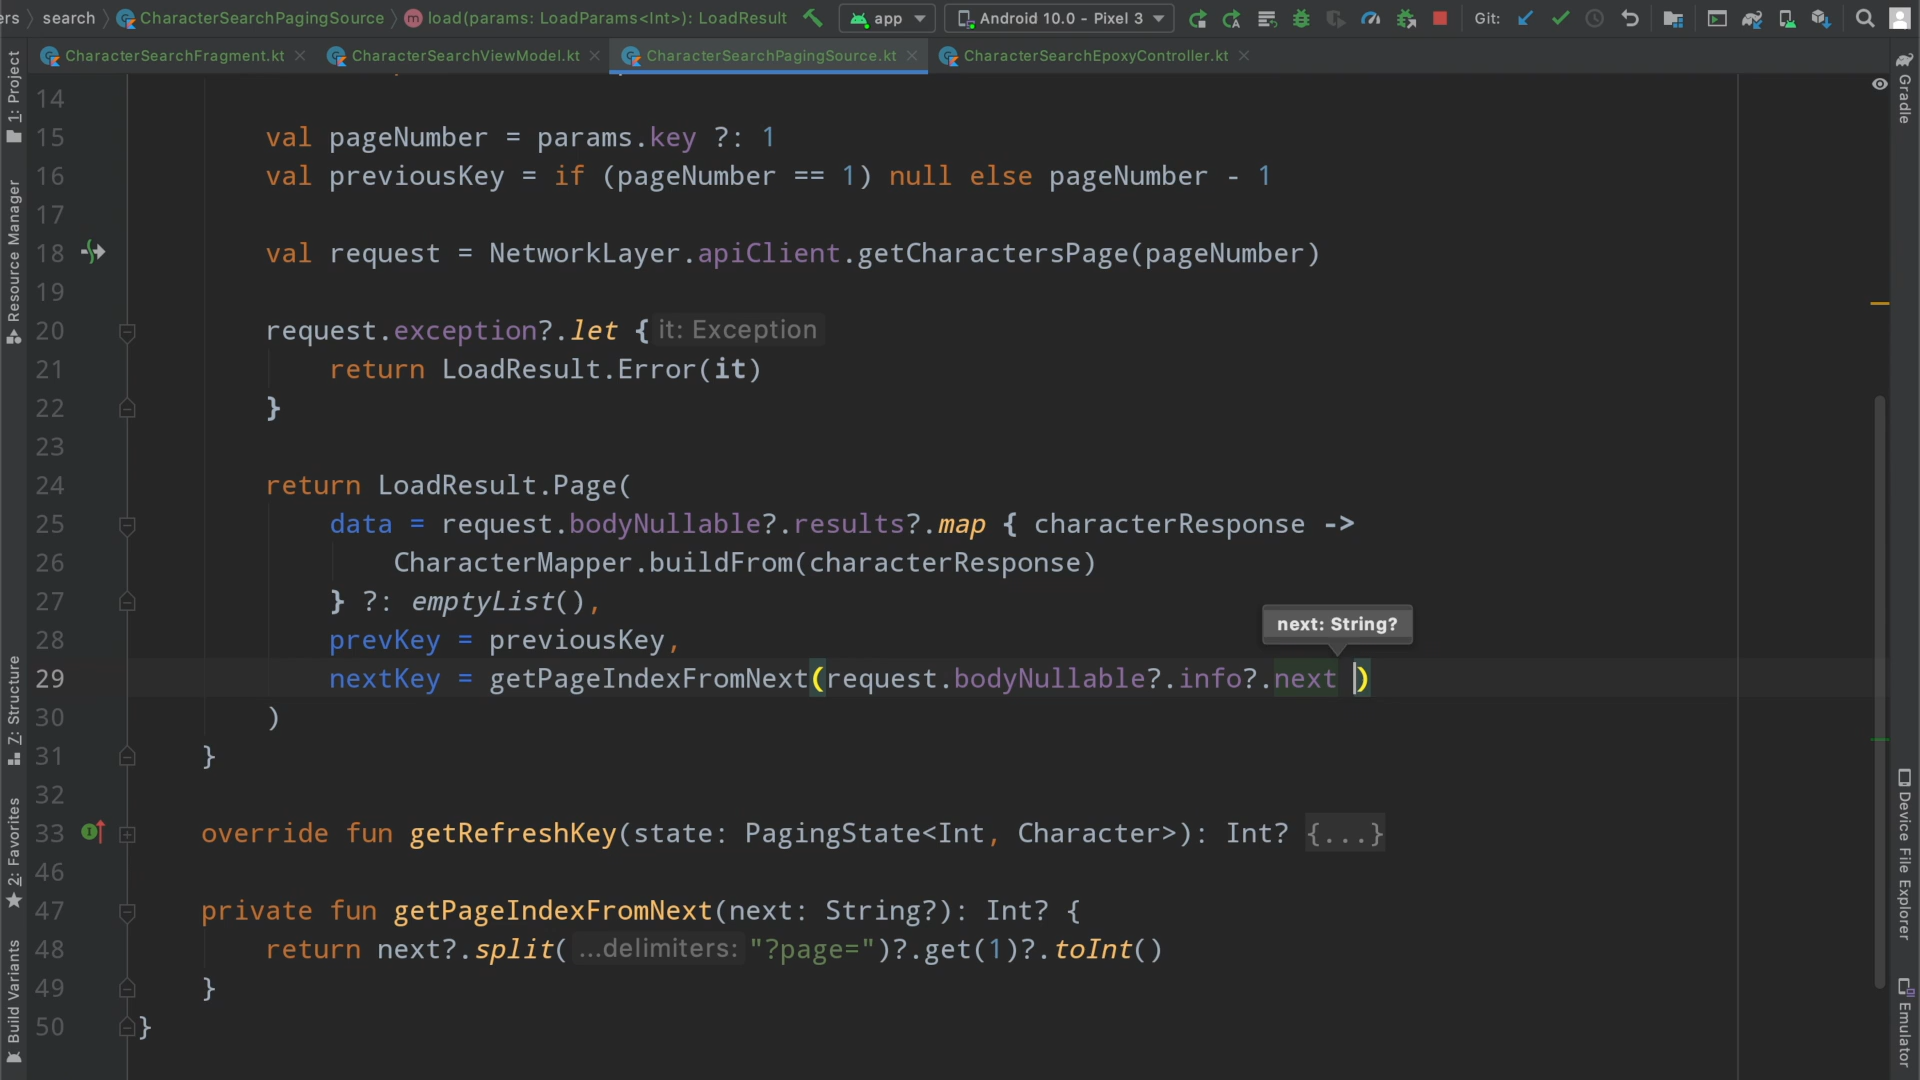 ers > search > CharacterSearchPagingSource > m load(params: LoadParams<Int>): LoadResult app Android 10.0 - Pixel 3 Git:
CharacterSearchFragment.kt CharacterSearchViewModel.kt CharacterSearchPagingSource.kt CharacterSearchEpoxyController.kt
14
15 val pageNumber = params.key ?: 1
16 val previousKey = if (pageNumber == 1) null else pageNumber - 1
17
18 val request = NetworkLayer.apiClient.getCharactersPage(pageNumber)
19
20 request.exception?.let { it: Exception
21 return LoadResult.Error(it)
22 }
23
24 return LoadResult.Page(
25 data = request.bodyNullable?.results?.map { characterResponse ->
26 CharacterMapper.buildFrom(characterResponse)
27 } ?: emptyList(),
next: String?
28 prevKey = previousKey,
29 nextKey = getPageIndexFromNext(request.bodyNullable?.info?.next )
30 )
31 }
32
33 override fun getRefreshKey(state: PagingState<Int, Character>): Int? {...}
46
47 private fun getPageIndexFromNext(next: String?): Int? {
48 return next?.split( ...delimiters: "?page=")?.get(1)?.toInt()
49 }
50 }
1: Project
Resource Manager
Z: Structure
2: Favorites
Build Variants
Gradle
Device File Explorer
Emulator